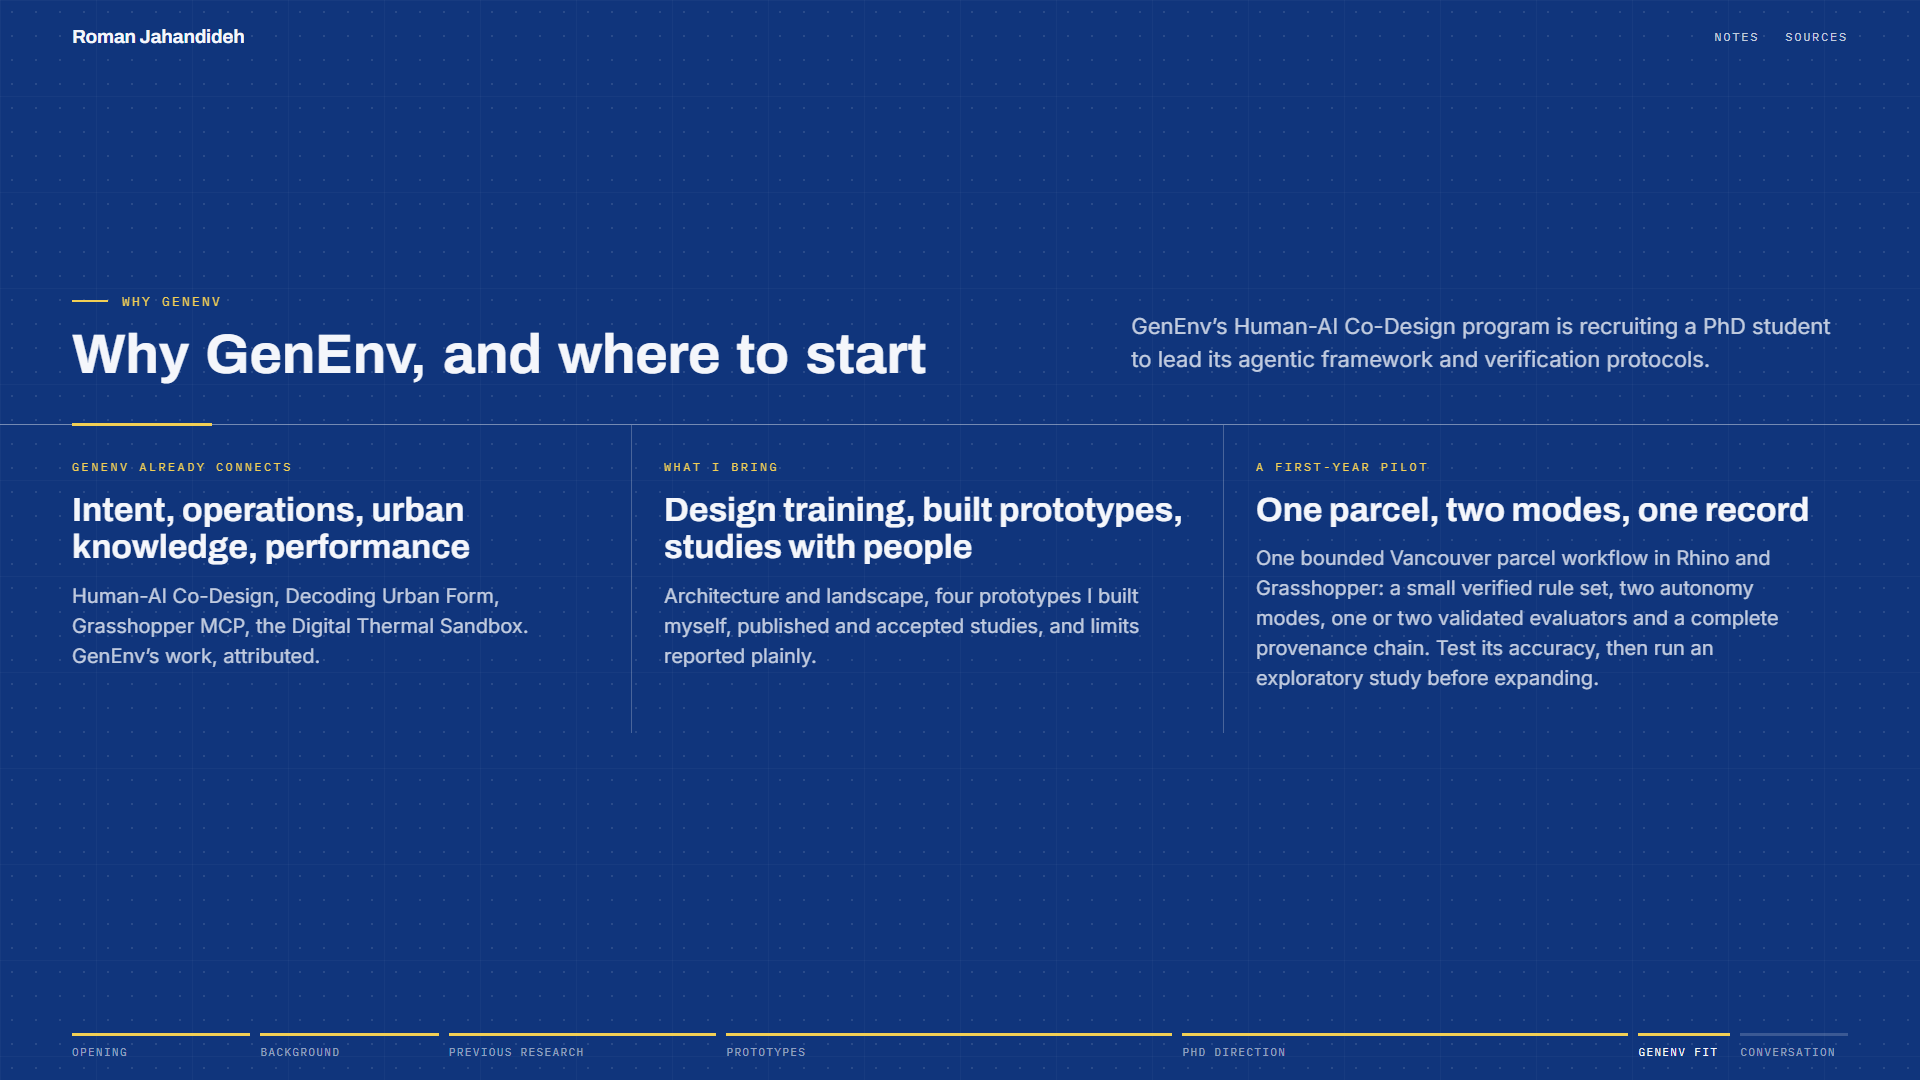 Roman Jahandideh
NOTES SOURCES
WHY GENENV
Why GenEnv, and where to start
GenEnv’s Human-AI Co-Design program is recruiting a PhD student
to lead its agentic framework and verification protocols.
GENENV ALREADY CONNECTS
Intent, operations, urban
knowledge, performance
Human-AI Co-Design, Decoding Urban Form,
Grasshopper MCP, the Digital Thermal Sandbox.
GenEnv’s work, attributed.
WHAT I BRING
Design training, built prototypes,
studies with people
Architecture and landscape, four prototypes I built
myself, published and accepted studies, and limits
reported plainly.
A FIRST-YEAR PILOT
One parcel, two modes, one record
One bounded Vancouver parcel workflow in Rhino and
Grasshopper: a small verified rule set, two autonomy
modes, one or two validated evaluators and a complete
provenance chain. Test its accuracy, then run an
exploratory study before expanding.
OPENING
BACKGROUND
PREVIOUS RESEARCH
PROTOTYPES
PHD DIRECTION
GENENV FIT
CONVERSATION